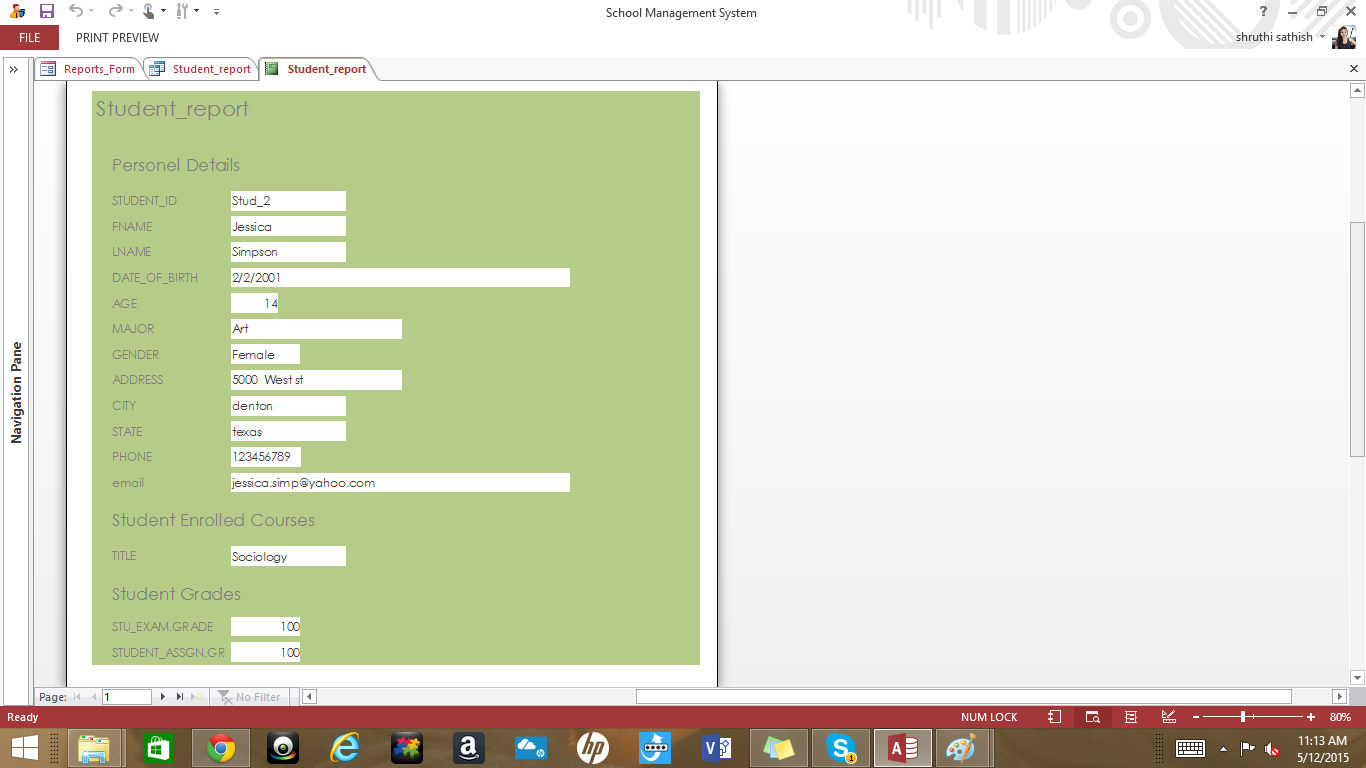 School Management System
?
FILE PRINT PREVIEW shruthi sathish
Reports_Form Student_report Student_report
Navigation Pane
Student_report
Personel Details
STUDENT_ID Stud_2
FNAME Jessica
LNAME Simpson
DATE_OF_BIRTH 2/2/2001
AGE 14
MAJOR Art
GENDER Female
ADDRESS 5000 West st
CITY denton
STATE texas
PHONE 123456789
email jessica.simp@yahoo.com
Student Enrolled Courses
TITLE Sociology
Student Grades
STU_EXAM.GRADE 100
STUDENT_ASSGN.GR 100
Page: 1 No Filter
Ready NUM LOCK 80%
11:13 AM
5/12/2015